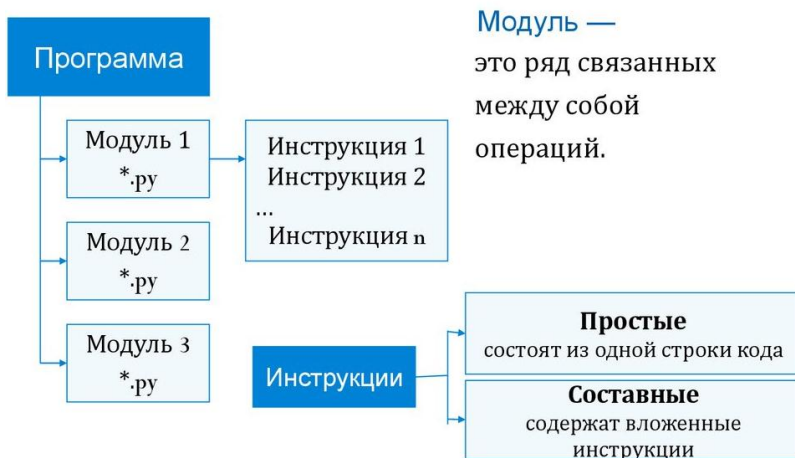 Программа
Модуль 1
*.py
Модуль 2
*.py
Модуль 3
*.py
Инструкция 1
Инструкция 2
...
Инструкция n
Модуль —
это ряд связанных
между собой
операций.
Инструкции
Простые
состоят из одной строки кода
Составные
содержат вложенные
инструкции